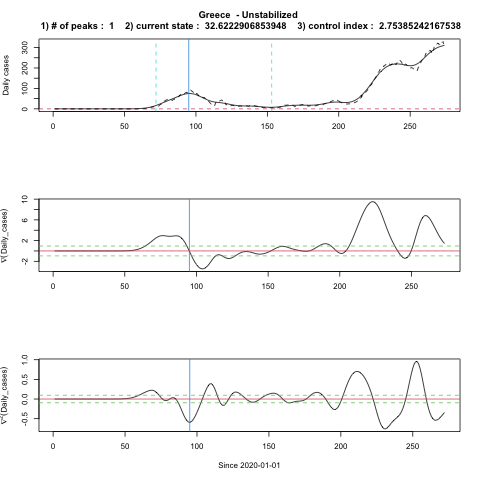 Greece - Unstabilized
1) # of peaks : 1 2) current state : 32.6222906853948 3) control index : 2.75385242167538
Daily cases
300
200
100
0
0 50 100 150 200 250
∇(Daily_cases)
10
6
2
-2
0 50 100 150 200 250
∇²(Daily_cases)
1.0
0.5
0.0
-0.5
0 50 100 150 200 250
Since 2020-01-01